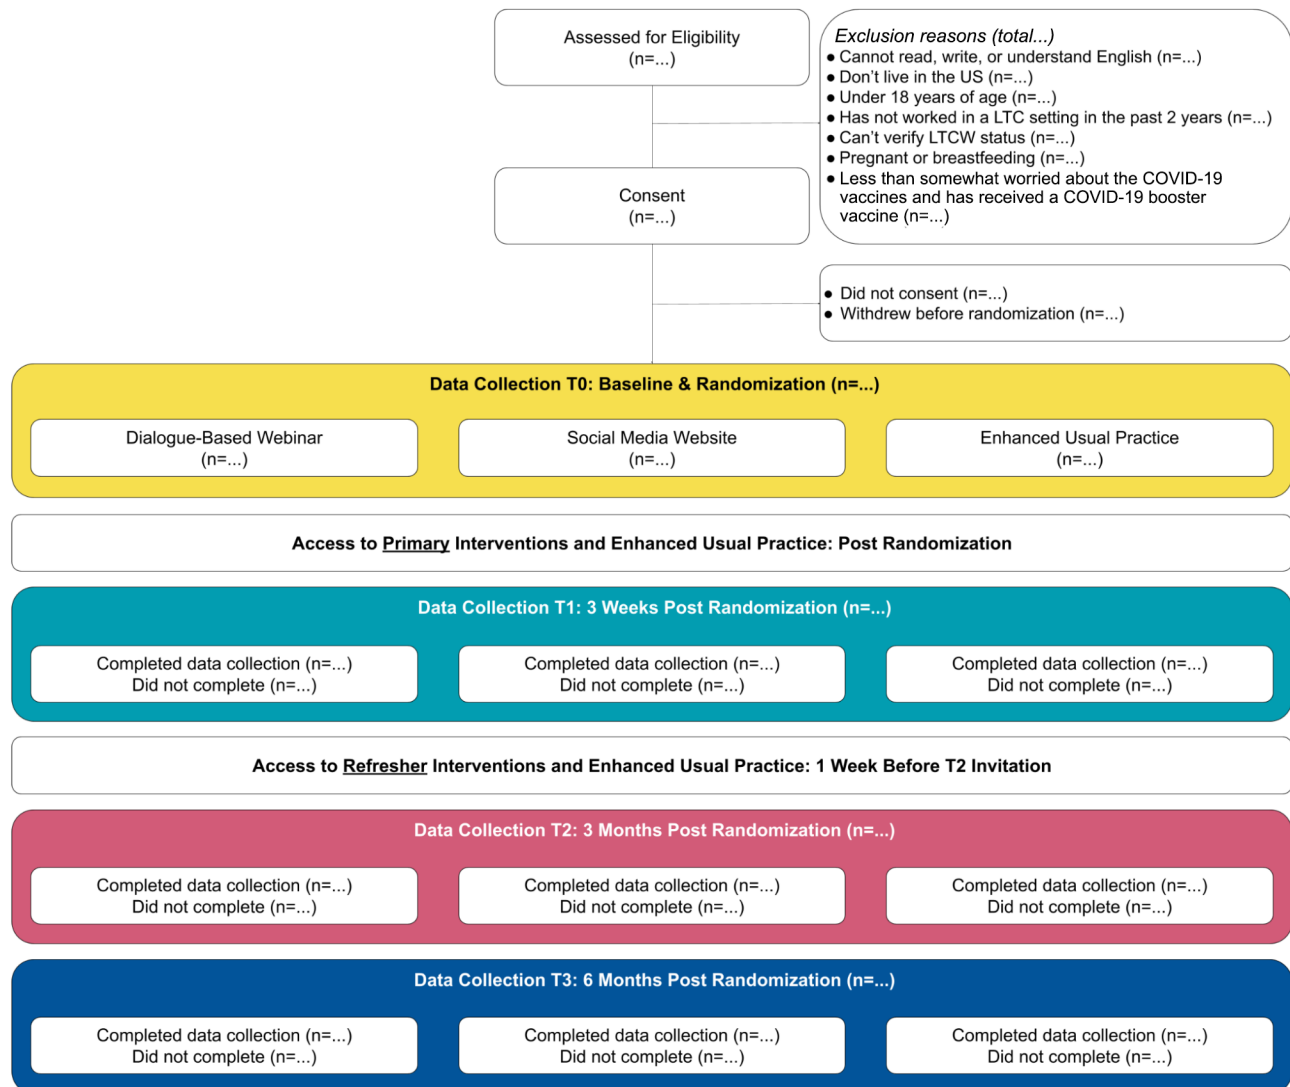 Assessed for Eligibility
(n=...)
Exclusion reasons (total...)
● Cannot read, write, or understand English (n=...)
● Don't live in the US (n=...)
● Under 18 years of age (n=...)
● Has not worked in a LTC setting in the past 2 years (n=...)
● Can't verify LTCW status (n=...)
● Pregnant or breastfeeding (n=...)
● Less than somewhat worried about the COVID-19
vaccines and has received a COVID-19 booster
vaccine (n=...)
Consent
(n=...)
● Did not consent (n=...)
● Withdrew before randomization (n=...)
Data Collection T0: Baseline & Randomization (n=...)
Dialogue-Based Webinar
(n=...)
Social Media Website
(n=...)
Enhanced Usual Practice
(n=...)
Access to Primary Interventions and Enhanced Usual Practice: Post Randomization
Data Collection T1: 3 Weeks Post Randomization (n=...)
Completed data collection (n=...)
Did not complete (n=...)
Completed data collection (n=...)
Did not complete (n=...)
Completed data collection (n=...)
Did not complete (n=...)
Access to Refresher Interventions and Enhanced Usual Practice: 1 Week Before T2 Invitation
Data Collection T2: 3 Months Post Randomization (n=...)
Completed data collection (n=...)
Did not complete (n=...)
Completed data collection (n=...)
Did not complete (n=...)
Completed data collection (n=...)
Did not complete (n=...)
Data Collection T3: 6 Months Post Randomization (n=...)
Completed data collection (n=...)
Did not complete (n=...)
Completed data collection (n=...)
Did not complete (n=...)
Completed data collection (n=...)
Did not complete (n=...)